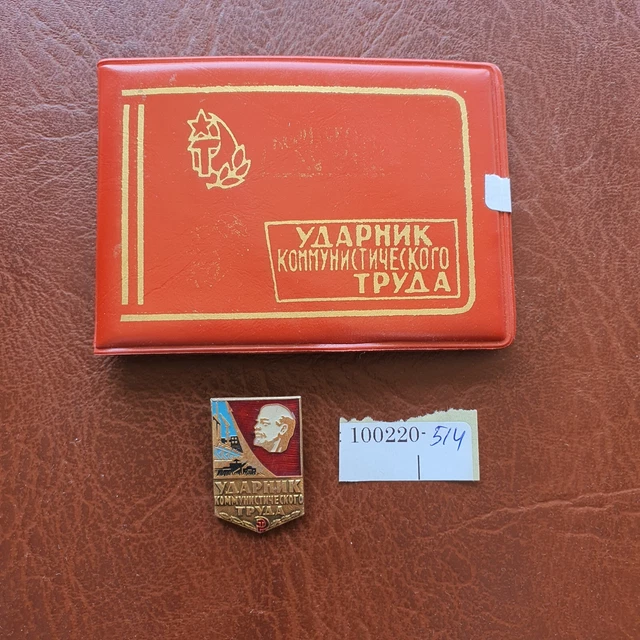 УДАРНИК
КОММУНИСТИЧЕСКОГО
ТРУДА
УДАРНИК
КОММУНИСТИЧЕСКОГО
ТРУДА
: 100220-514